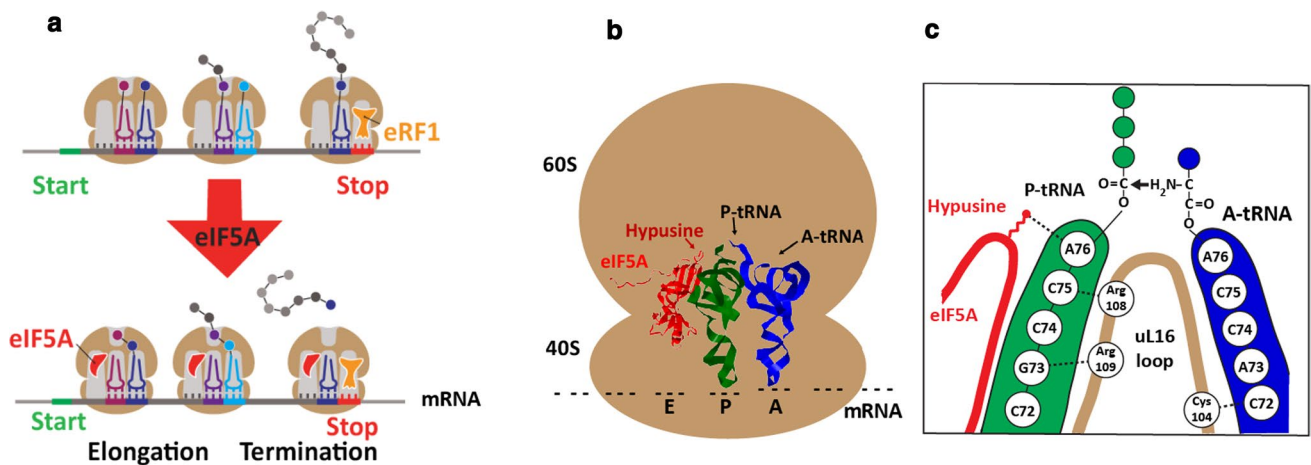 a
eRF1
Start
Stop
eIF5A
eIF5A
mRNA
Start
Stop
Elongation
Termination
b
60S
P-tRNA
A-tRNA
Hypusine
eIF5A
40S
E
P
A
mRNA
c
O=C
H₂N-C
P-tRNA
O
C=O
Hypusine
O
A-tRNA
A76
A76
C75
Arg
108
C75
eIF5A
C74
uL16
loop
C74
G73
Arg
109
A73
C72
Cys
104
C72